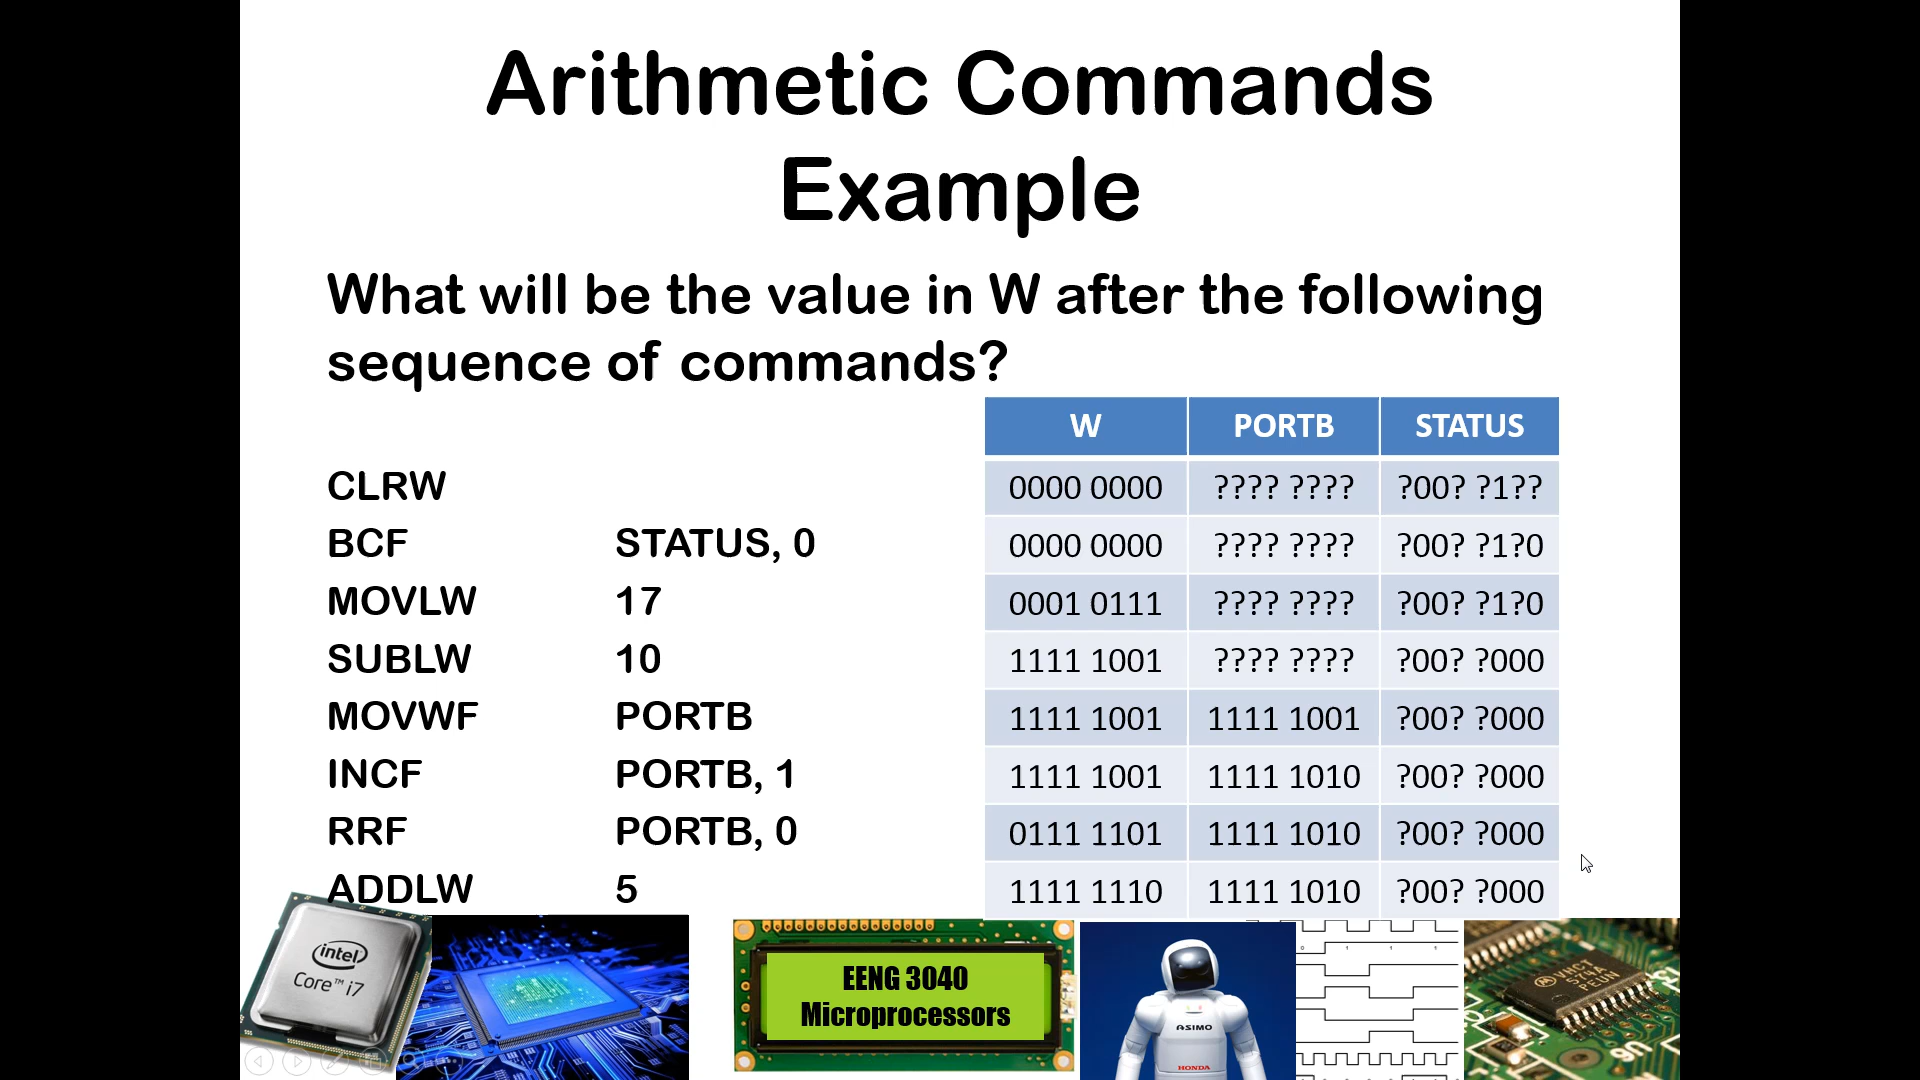 Arithmetic Commands
Example
What will be the value in W after the following
sequence of commands?
W PORTB STATUS
CLRW 0000 0000 ???? ???? ?00? ?1??
BCF STATUS, 0 0000 0000 ???? ???? ?00? ?1?0
MOVLW 17 0001 0111 ???? ???? ?00? ?1?0
SUBLW 10 1111 1001 ???? ???? ?00? ?000
MOVWF PORTB 1111 1001 1111 1001 ?00? ?000
INCF PORTB, 1 1111 1001 1111 1010 ?00? ?000
RRF PORTB, 0 0111 1101 1111 1010 ?00? ?000
ADDLW 5 1111 1110 1111 1010 ?00? ?000
intel
Core™ i7
EENG 3040
Microprocessors
ASIMO
HONDA